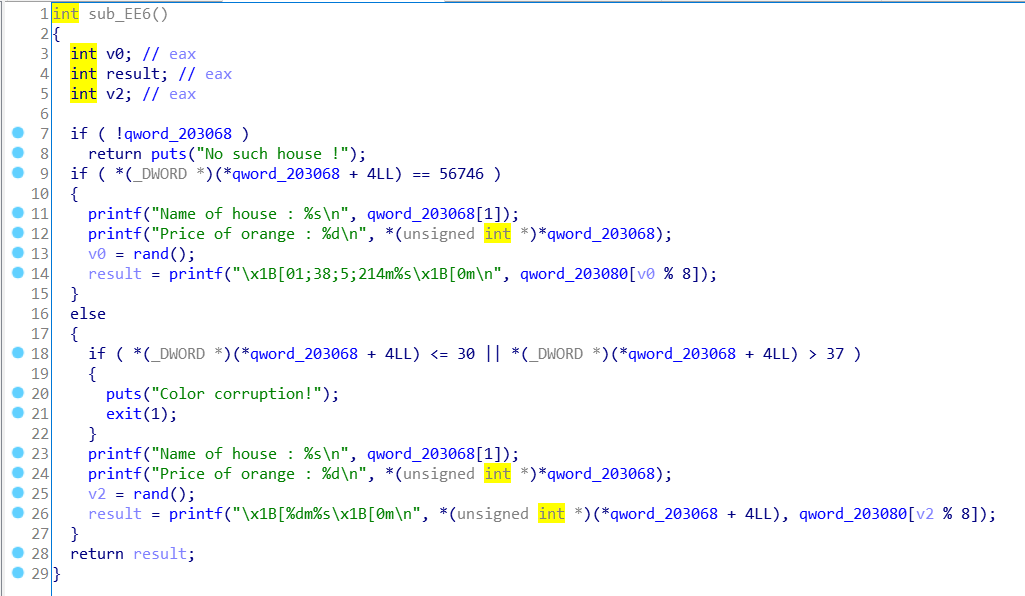 1 int sub_EE6()
2 {
3 int v0; // eax
4 int result; // eax
5 int v2; // eax
6
7 if ( !qword_203068 )
8 return puts("No such house !");
9 if ( *(_DWORD *)(*qword_203068 + 4LL) == 56746 )
10 {
11 printf("Name of house : %s\n", qword_203068[1]);
12 printf("Price of orange : %d\n", *(unsigned int *)*qword_203068);
13 v0 = rand();
14 result = printf("\x1B[01;38;5;214m%s\x1B[0m\n", qword_203080[v0 % 8]);
15 }
16 else
17 {
18 if ( *(_DWORD *)(*qword_203068 + 4LL) <= 30 || *(_DWORD *)(*qword_203068 + 4LL) > 37 )
19 {
20 puts("Color corruption!");
21 exit(1);
22 }
23 printf("Name of house : %s\n", qword_203068[1]);
24 printf("Price of orange : %d\n", *(unsigned int *)*qword_203068);
25 v2 = rand();
26 result = printf("\x1B[%dm%s\x1B[0m\n", *(unsigned int *)(*qword_203068 + 4LL), qword_203080[v2 % 8]);
27 }
28 return result;
29 }